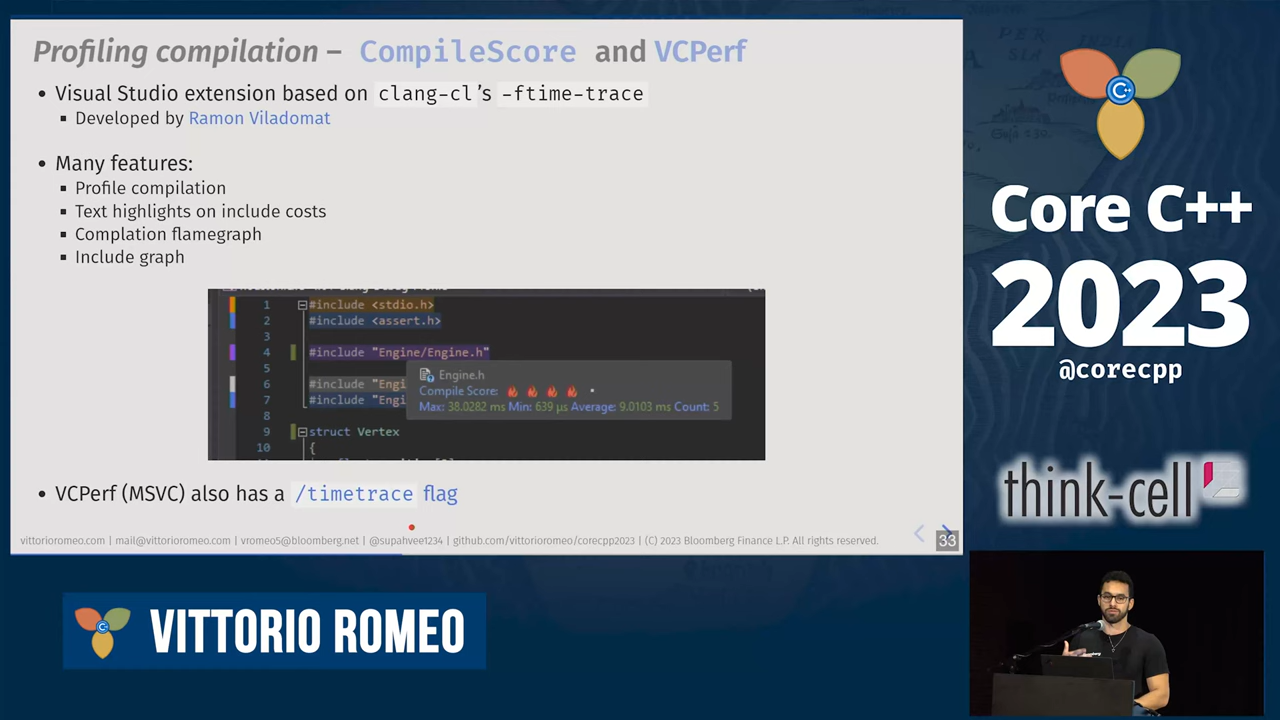 Profiling compilation – CompileScore and VCPerf
• Visual Studio extension based on clang-cl's -ftime-trace
▪ Developed by Ramon Viladomat
• Many features:
▪ Profile compilation
▪ Text highlights on include costs
▪ Complation flamegraph
▪ Include graph
1 #include <stdio.h>
2 #include <assert.h>
3
4 #include "Engine/Engine.h"
5
6 #include "Engi
7 #include "Engi
8
9 struct Vertex
10 {
Engine.h
Compile Score:
Max: 38.0282 ms Min: 639 µs Average: 9.0103 ms Count: 5
• VCPerf (MSVC) also has a /timetrace flag
vittorioromeo.com | mail@vittorioromeo.com | vromeo5@bloomberg.net | @supahvee1234 | github.com/vittorioromeo/corecpp2023 | (C) 2023 Bloomberg Finance L.P. All rights reserved.
33
C++
Core C++
2023
@corecpp
think-cell
C++
VITTORIO ROMEO